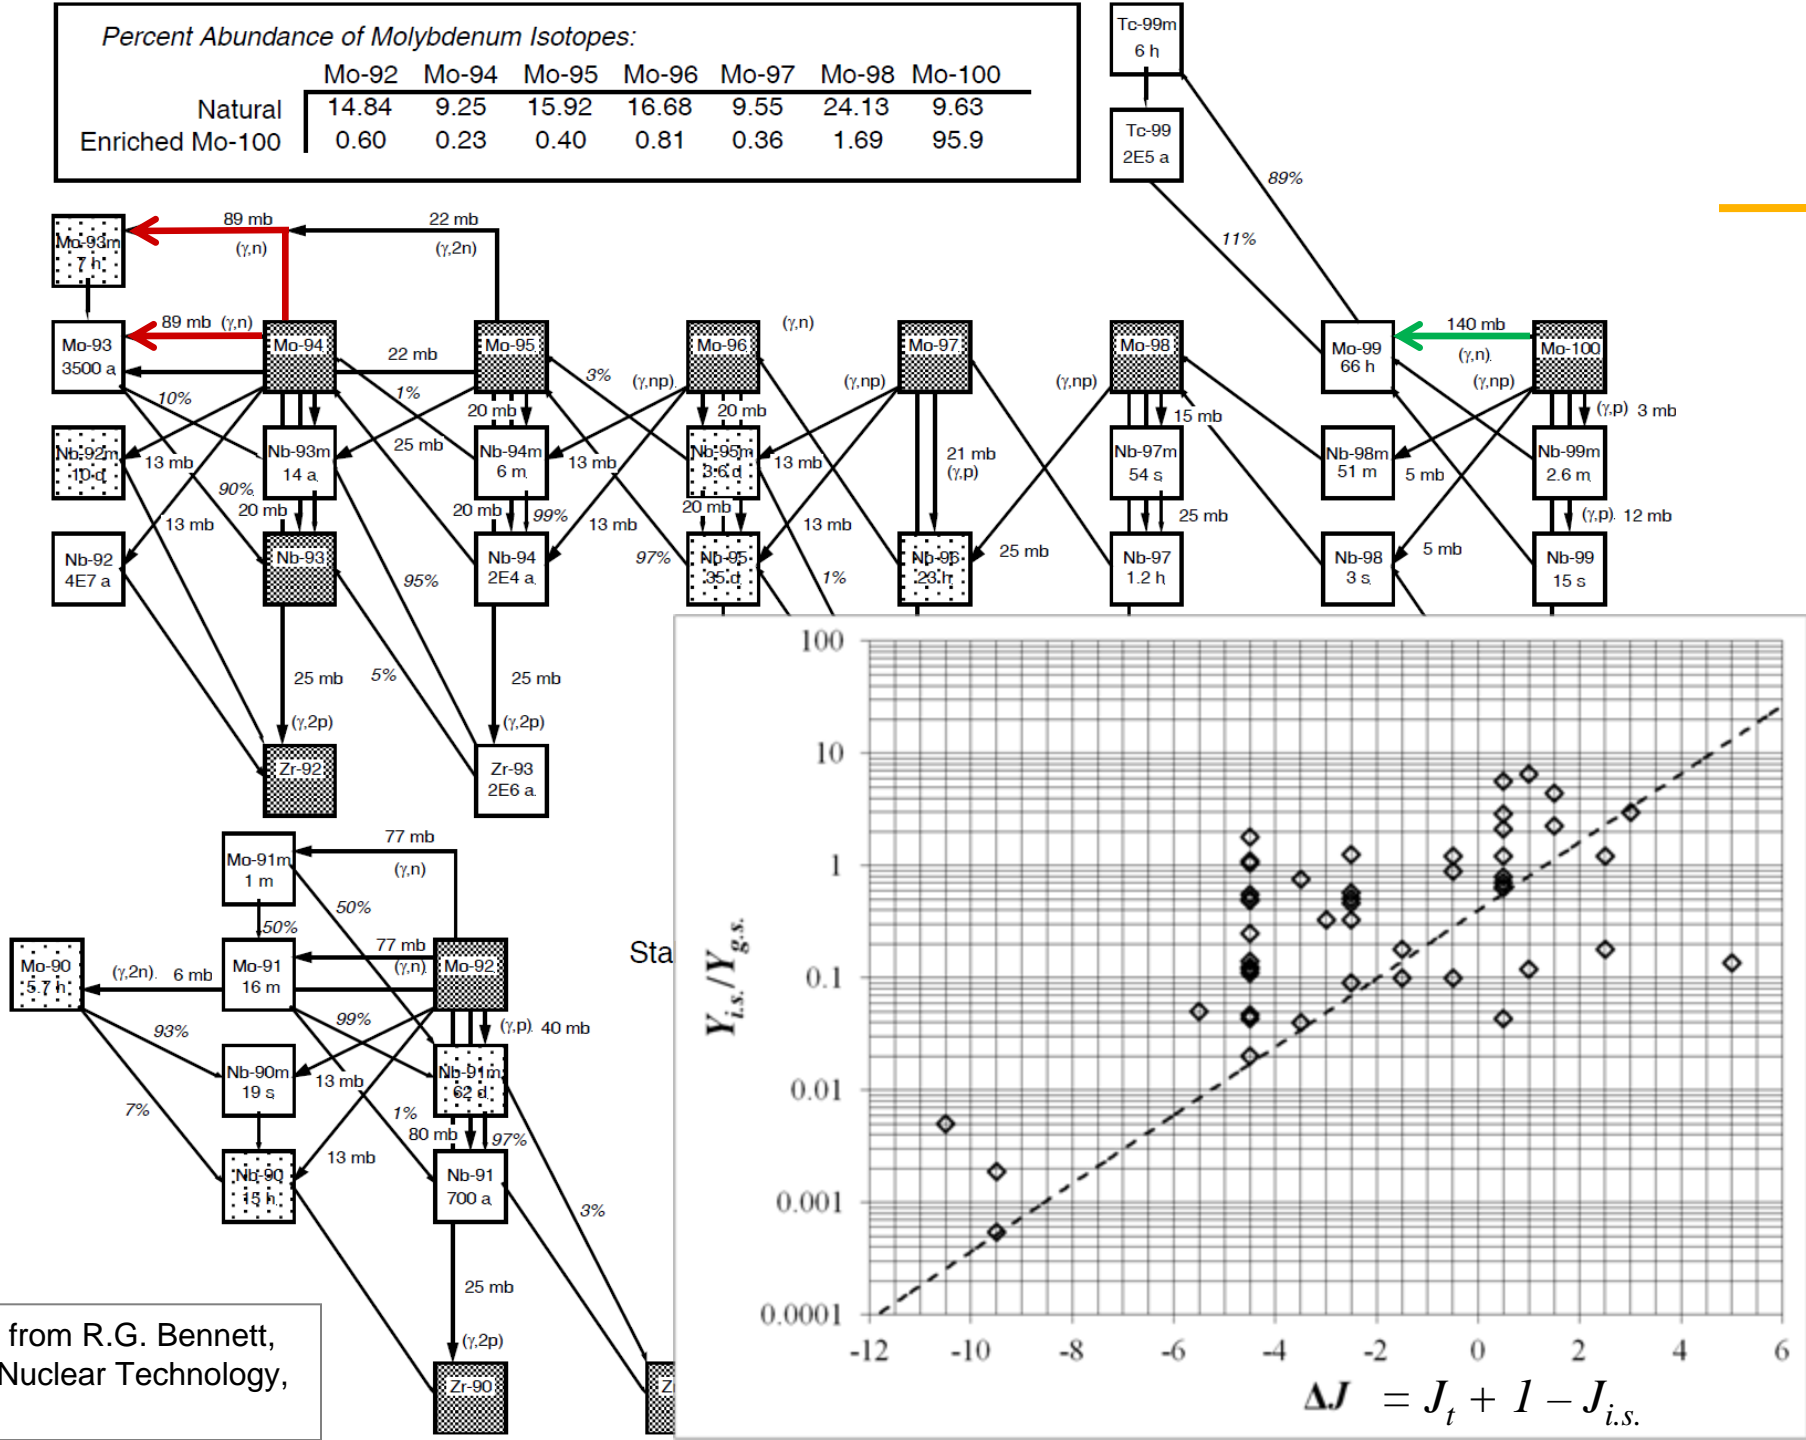 Percent Abundance of Molybdenum Isotopes:
Mo-92 Mo-94 Mo-95 Mo-96 Mo-97 Mo-98 Mo-100
Natural 14.84 9.25 15.92 16.68 9.55 24.13 9.63
Enriched Mo-100 0.60 0.23 0.40 0.81 0.36 1.69 95.9
Tc-99m
6 h
Tc-99
2E5 a
89%
11%
Mo-93m
7 h
89 mb
(γ,n)
22 mb
(γ,2n)
Mo-93
3500 a
89 mb (γ,n)
Mo-94
22 mb
Mo-95
Mo-96
(γ,n)
Mo-97
Mo-98
Mo-99
66 h
140 mb
(γ,n)
Mo-100
10%
1%
3%
(γ,np)
(γ,np)
(γ,np)
(γ,np)
20 mb
20 mb
15 mb
(γ,p) 3 mb
Nb-92m
10 d
13 mb
Nb-93m
14 a
25 mb
Nb-94m
6 m
13 mb
Nb-95m
3.6 d
13 mb
21 mb
(γ,p)
Nb-97m
54 s
Nb-98m
51 m
5 mb
Nb-99m
2.6 m
90%
20 mb
13 mb
20 mb
99%
13 mb
20 mb
13 mb
25 mb
(γ,p) 12 mb
Nb-92
4E7 a
Nb-93
95%
Nb-94
2E4 a
97%
Nb-95
35 d
1%
Nb-96
23 h
25 mb
Nb-97
1.2 h
Nb-98
3 s
5 mb
Nb-99
15 s
25 mb
5%
25 mb
(γ,2p)
(γ,2p)
Zr-92
Zr-93
2E6 a
77 mb
(γ,n)
Mo-91m
1 m
50%
50%
77 mb
(γ,n)
Mo-90
5.7 h
(γ,2n) 6 mb
Mo-91
16 m
Mo-92
93%
99%
(γ,p) 40 mb
Nb-90m
19 s
13 mb
Nb-91m
62 d
7%
1%
80 mb
97%
13 mb
Nb-90
15 h
Nb-91
700 a
3%
25 mb
(γ,2p)
Zr-90
Z
Sta
from R.G. Bennett,
Nuclear Technology,
100
10
1
0.1
0.01
0.001
0.0001
Y i.s./Y g.s.
-12 -10 -8 -6 -4 -2 0 2 4 6
ΔJ = J t + 1 – J i.s.